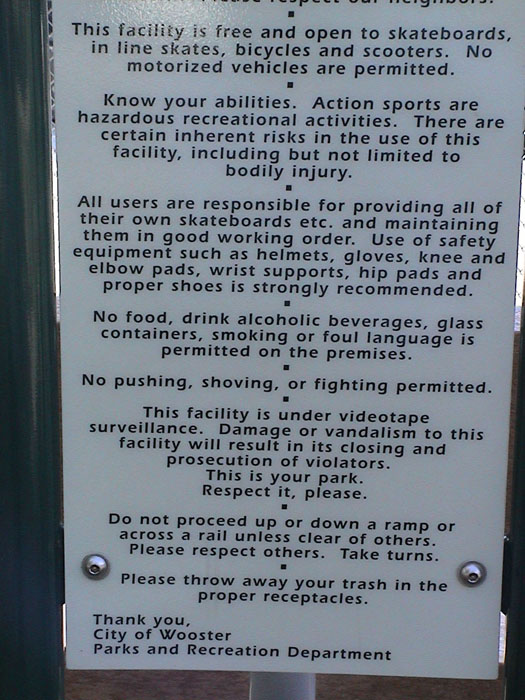 Please respect our neighbors.
This facility is free and open to skateboards,
in line skates, bicycles and scooters. No
motorized vehicles are permitted.
Know your abilities. Action sports are
hazardous recreational activities. There are
certain inherent risks in the use of this
facility, including but not limited to
bodily injury.
All users are responsible for providing all of
their own skateboards etc. and maintaining
them in good working order. Use of safety
equipment such as helmets, gloves, knee and
elbow pads, wrist supports, hip pads and
proper shoes is strongly recommended.
No food, drink alcoholic beverages, glass
containers, smoking or foul language is
permitted on the premises.
No pushing, shoving, or fighting permitted.
This facility is under videotape
surveillance. Damage or vandalism to this
facility will result in its closing and
prosecution of violators.
This is your park.
Respect it, please.
Do not proceed up or down a ramp or
across a rail unless clear of others.
Please respect others. Take turns.
Please throw away your trash in the
proper receptacles.
Thank you,
City of Wooster
Parks and Recreation Department